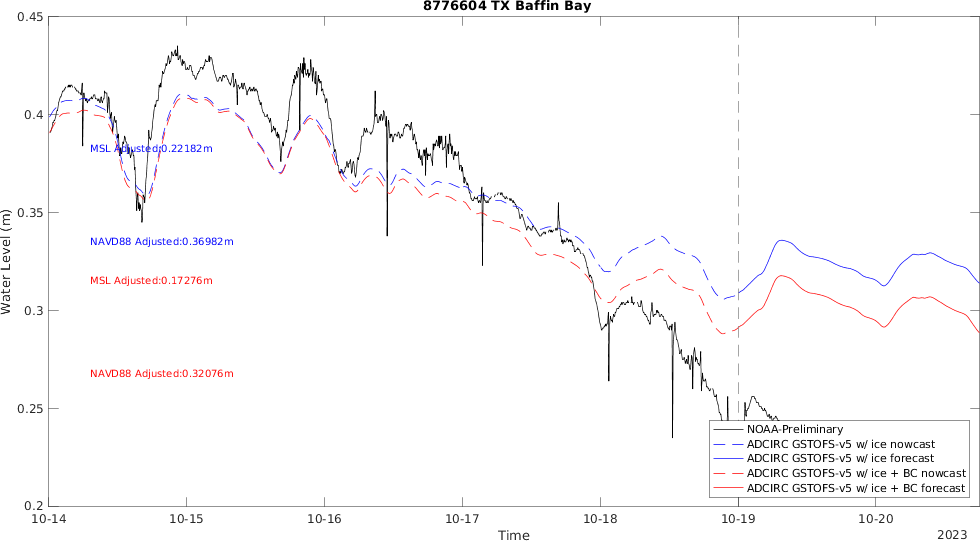 8776604 TX Baffin Bay
0.45
0.4
0.35
0.3
0.25
0.2
Water Level (m)
MSL Adjusted:0.22182m
NAVD88 Adjusted:0.36982m
MSL Adjusted:0.17276m
NAVD88 Adjusted:0.32076m
NOAA-Preliminary
ADCIRC GSTOFS-v5 w/ ice nowcast
ADCIRC GSTOFS-v5 w/ ice forecast
ADCIRC GSTOFS-v5 w/ ice + BC nowcast
ADCIRC GSTOFS-v5 w/ ice + BC forecast
10-14 10-15 10-16 10-17 10-18 10-19 10-20
Time
2023